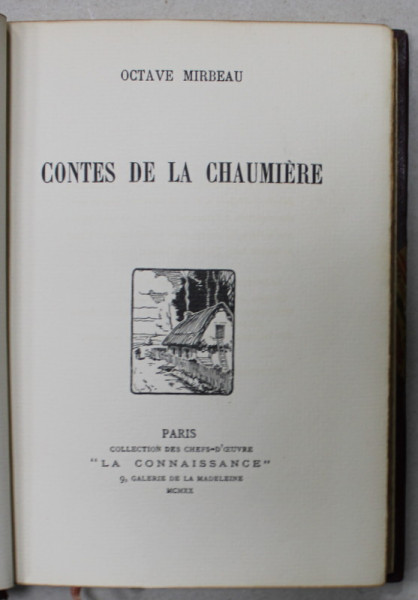 OCTAVE MIRBEAU
CONTES DE LA CHAUMIÈRE
PARIS
COLLECTION DES CHEFS-D'ŒUVRE
"LA CONNAISSANCE"
9, GALERIE DE LA MADELEINE
MCMXX